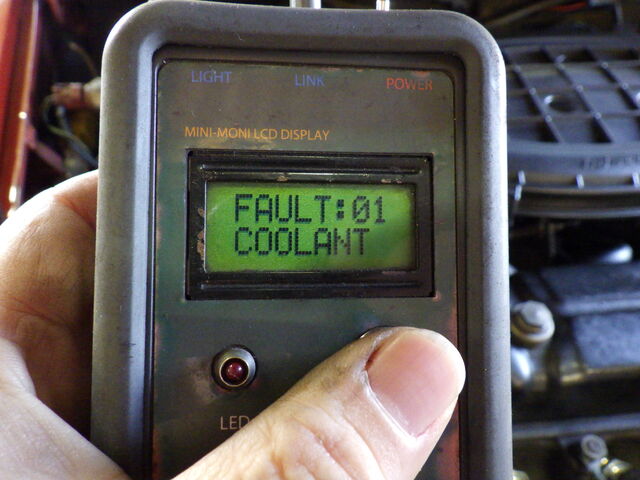 LIGHT LINK POWER
MINI-MONI LCD DISPLAY
FAULT:01
COOLANT
LED